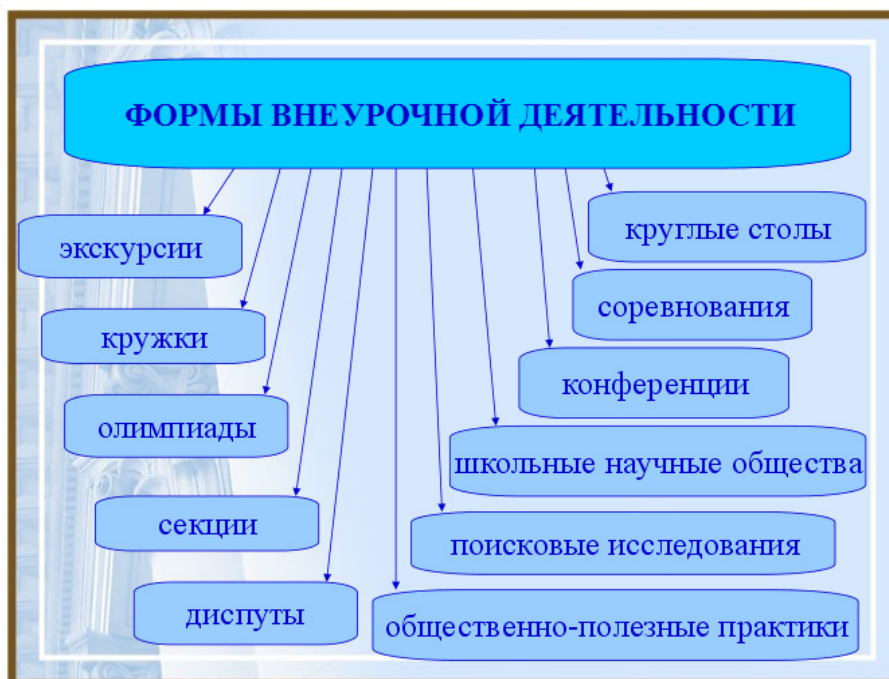 ФОРМЫ ВНЕУРОЧНОЙ ДЕЯТЕЛЬНОСТИ
экскурсии
кружки
олимпиады
секции
диспуты
круглые столы
соревнования
конференции
школьные научные общества
поисковые исследования
общественно-полезные практики